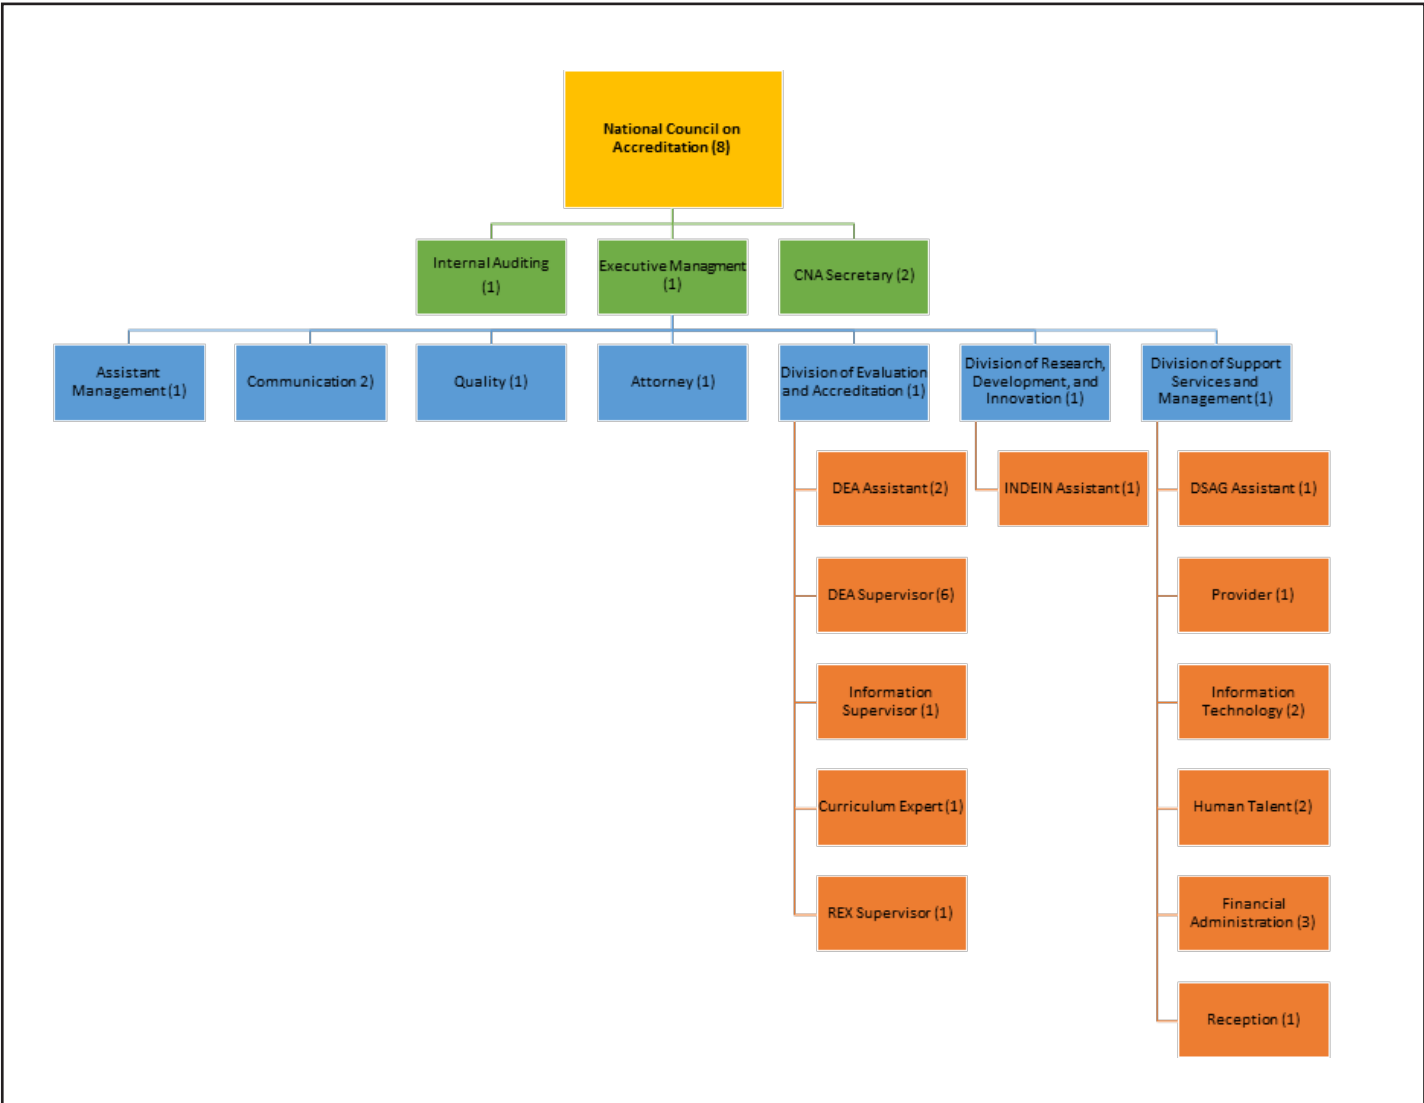 National Council on
Accreditation (8)
Internal Auditing
(1)
Executive Managment
(1)
CNA Secretary (2)
Assistant
Management (1)
Communication 2)
Quality (1)
Attorney (1)
Division of Evaluation
and Accreditation (1)
Division of Research,
Development, and
Innovation (1)
Division of Support
Services and
Management (1)
DEA Assistant (2)
INDEIN Assistant (1)
DSAG Assistant (1)
DEA Supervisor (6)
Provider (1)
Information
Supervisor (1)
Information
Technology (2)
Curriculum Expert (1)
Human Talent (2)
REX Supervisor (1)
Financial
Administration (3)
Reception (1)